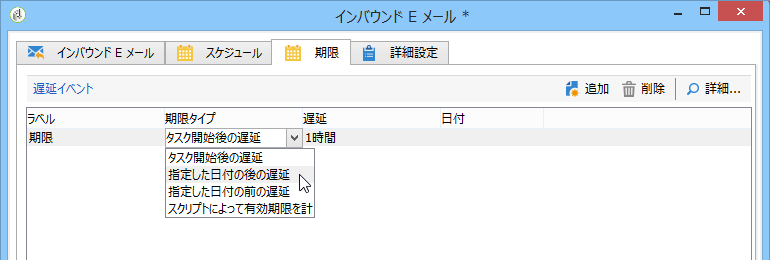 インバウンド E メール *
インバウンド E メール スケジュール 期限 詳細設定
遅延イベント 追加 削除 詳細...
ラベル 期限タイプ 遅延 日付
期限 タスク開始後の遅延 1時間
タスク開始後の遅延
指定した日付の後の遅延
指定した日付の前の遅延
スクリプトによって有効期限を計